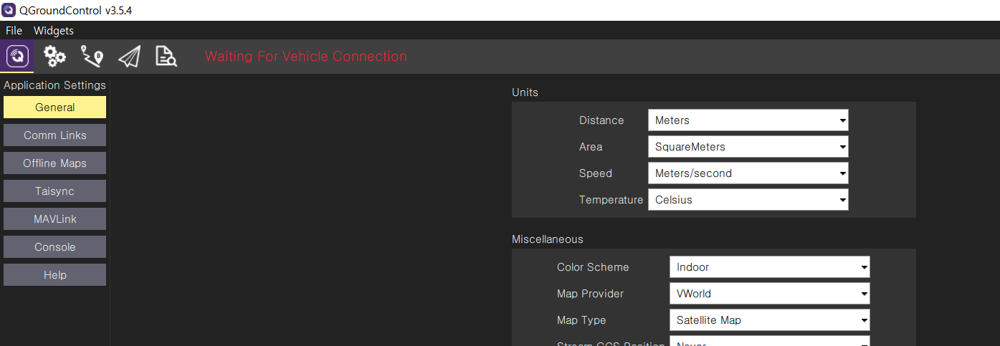 QGroundControl v3.5.4
File Widgets
Waiting For Vehicle Connection
Application Settings
General
Comm Links
Offline Maps
Taisync
MAVLink
Console
Help
Units
Distance Meters
Area SquareMeters
Speed Meters/second
Temperature Celsius
Miscellaneous
Color Scheme Indoor
Map Provider VWorld
Map Type Satellite Map
Stream GCS Position Never